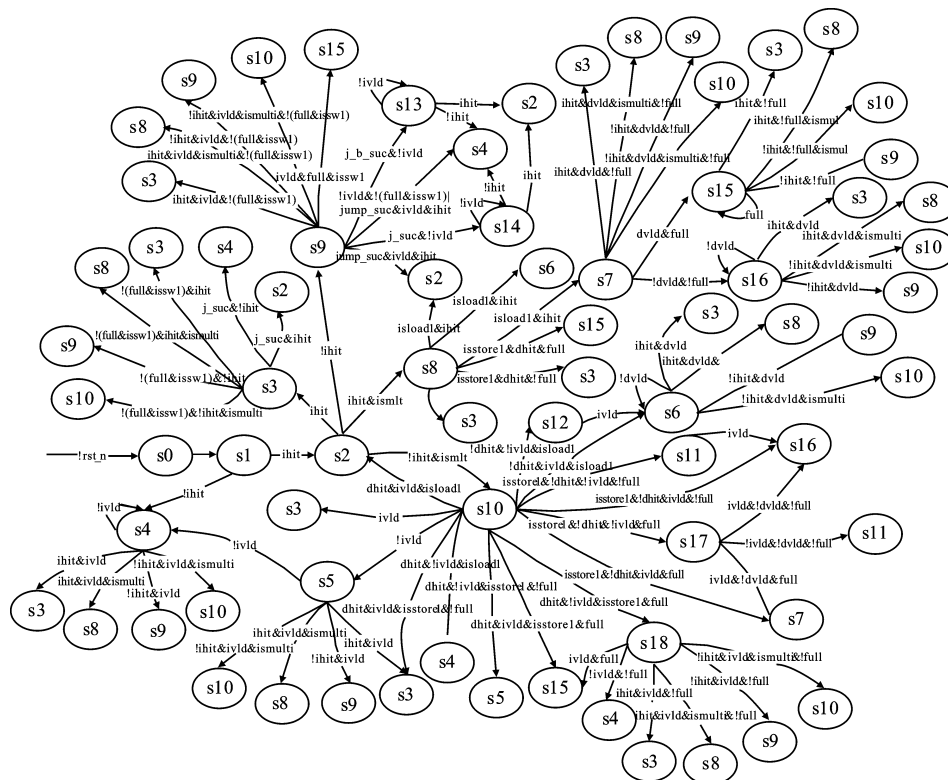 s15
s10
s9
s8
s3
!ihit&ivld&ismulti&!(full&issw1)
!ihit&ivld&!(full&issw1)
ihit&ivld&ismulti&!(full&issw1)
ivld&full&issw1
ihit&ivld&!(full&issw1)
s9
!ivld
s13
ihit
s2
!ihit
s4
j_b_suc&!ivld
!ihit
ihit
!ivld&!(full&issw1)|
jump_suc&ivld&ihit
!ivld
s14
j_suc&!ivld
jump_suc&ivld&ihit
s2
s3
s8
s9
s10
ihit&dvld&ismulti&!full
!ihit&dvld&!full
!ihit&dvld&ismulti&!full
ihit&dvld&!full
s7
dvld&full
!dvld&!full
s3
s8
s10
s9
ihit&!full
ihit&!full&ismul
!ihit&!full&ismul
!ihit&!full
s15
full
s3
s8
s10
s9
ihit&dvld
ihit&dvld&ismulti
!ihit&dvld&ismulti
!ihit&dvld
!dvld
s16
s3
s4
s8
s2
s9
s10
!(full&issw1)&ihit
j_suc&!ihit
!(full&issw1)&ihit&ismulti
j_suc&ihit
!(full&issw1)&!ihit
s3
!(full&issw1)&!ihit&ismulti
!ihit
ihit
ihit&ismlt
s6
isload1&ihit
isload1&ihit
isload1&ihit
s15
isstore1&dhit&full
s8
isstore1&dhit&!full
s3
s3
s3
s8
s9
s10
ihit&dvld
ihit&dvld&
!ihit&dvld
!ihit&dvld&ismulti
!dvld
s6
s12
ivld
!rst_n
s0
s1
ihit
s2
!ihit&ismlt
dhit&ivld&isload1
!dhit&!ivld&isload1
!dhit&ivld&isload1
isstore!&dhit&!ivld&!full
s11
ivld
s16
isstore1&!dhit&ivld&!full
s10
!ihit
s4
!ivld
s3
ivld
!ivld
!ivld
isstore1&!dhit&!ivld&full
s17
ivld&!dvld&!full
!ivld&!dvld&!full
s11
ivld&!dvld&full
s7
ihit&ivld
!ihit&ivld&ismulti
ihit&ivld&ismulti
!ihit&ivld
s3
s8
s9
s10
s5
dhit&!ivld&isload1
dhit&!ivld&isstore1&!full
isstore1&!dhit&ivld&full
dhit&ivld&isstore1&!full
dhit&!ivld&isstore1&full
dhit&ivld&isstore1&full
ihit&ivld&ismulti
ihit&ivld
!ihit&ivld&ismulti
!ihit&ivld
s10
s8
s9
s3
s4
s5
s15
s18
ivld&full
!ivld&!full
ihit&ivld&!full
ihit&ivld&ismulti&!full
!ihit&ivld&ismulti&!full
!ihit&ivld&!full
s4
s3
s8
s9
s10